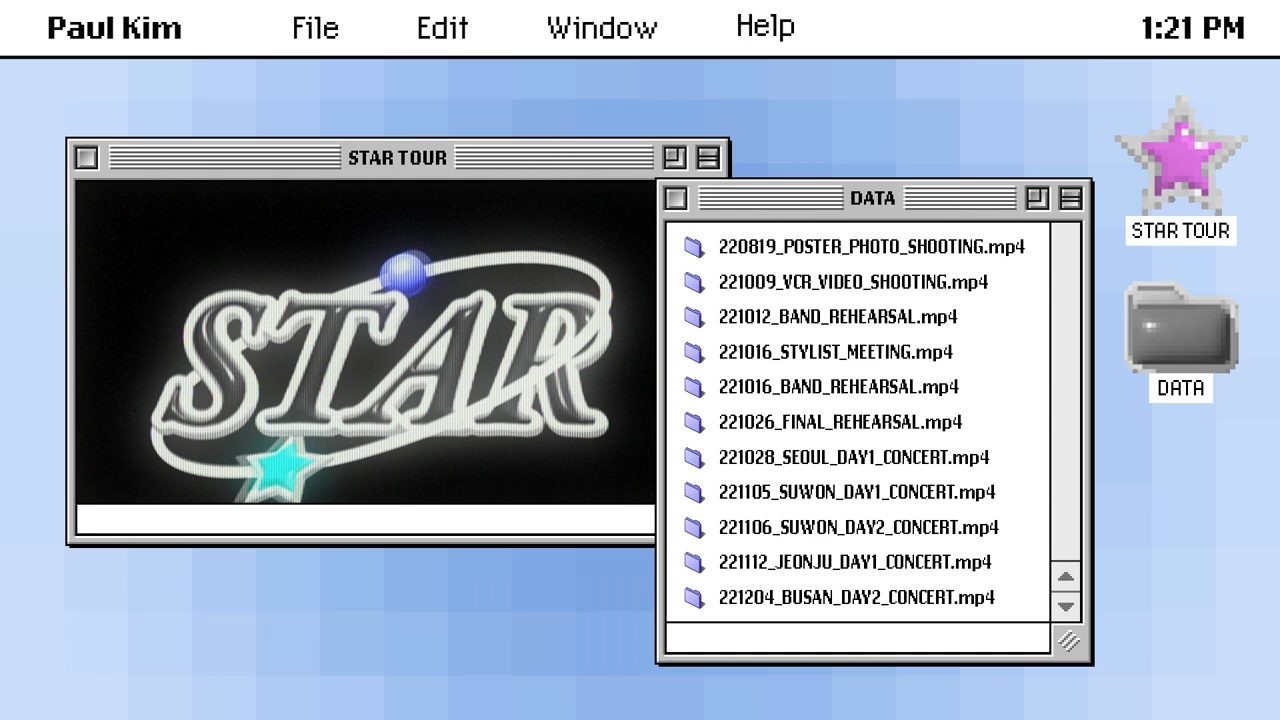 Paul Kim File Edit Window Help 1:21 PM
STAR TOUR
STAR
DATA
220819_POSTER_PHOTO_SHOOTING.mp4
221009_VCR_VIDEO_SHOOTING.mp4
221012_BAND_REHEARSAL.mp4
221016_STYLIST_MEETING.mp4
221016_BAND_REHEARSAL.mp4
221026_FINAL_REHEARSAL.mp4
221028_SEOUL_DAY1_CONCERT.mp4
221105_SUWON_DAY1_CONCERT.mp4
221106_SUWON_DAY2_CONCERT.mp4
221112_JEONJU_DAY1_CONCERT.mp4
221204_BUSAN_DAY2_CONCERT.mp4
STAR TOUR
DATA